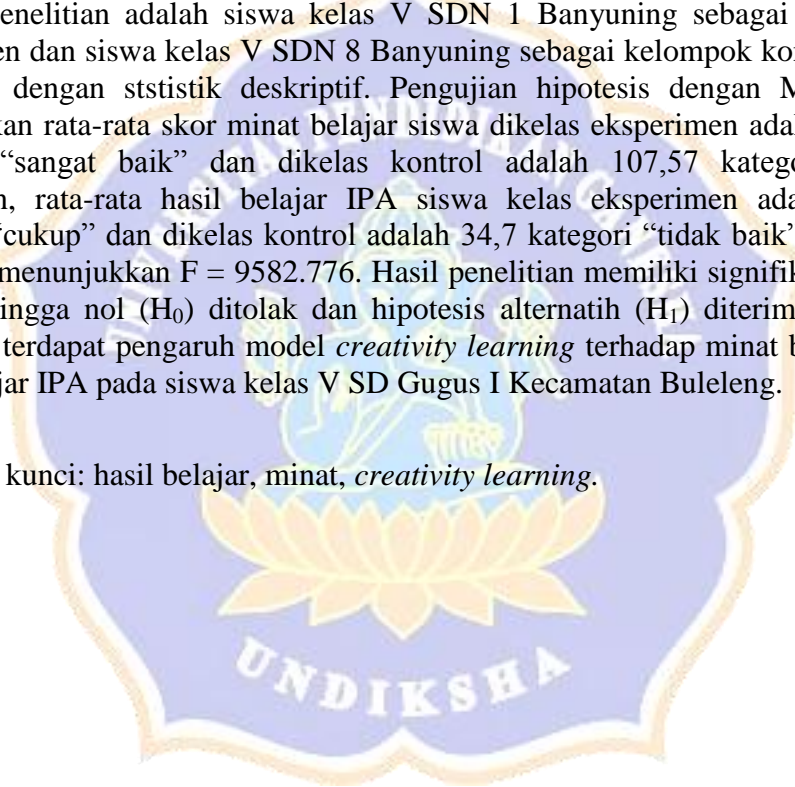 enelitian adalah siswa kelas V SDN 1 Banyuning sebagai
en dan siswa kelas V SDN 8 Banyuning sebagai kelompok kon
dengan ststistik deskriptif. Pengujian hipotesis dengan M
kan rata-rata skor minat belajar siswa dikelas eksperimen adal
“sangat baik” dan dikelas kontrol adalah 107,57 katego
n, rata-rata hasil belajar IPA siswa kelas eksperimen ada
“cukup” dan dikelas kontrol adalah 34,7 kategori “tidak baik”
menunjukkan F = 9582.776. Hasil penelitian memiliki signifik
ingga nol (H₀) ditolak dan hipotesis alternatih (H₁) diterim
terdapat pengaruh model creativity learning terhadap minat b
jar IPA pada siswa kelas V SD Gugus I Kecamatan Buleleng.
kunci: hasil belajar, minat, creativity learning.
UNDIKSHA